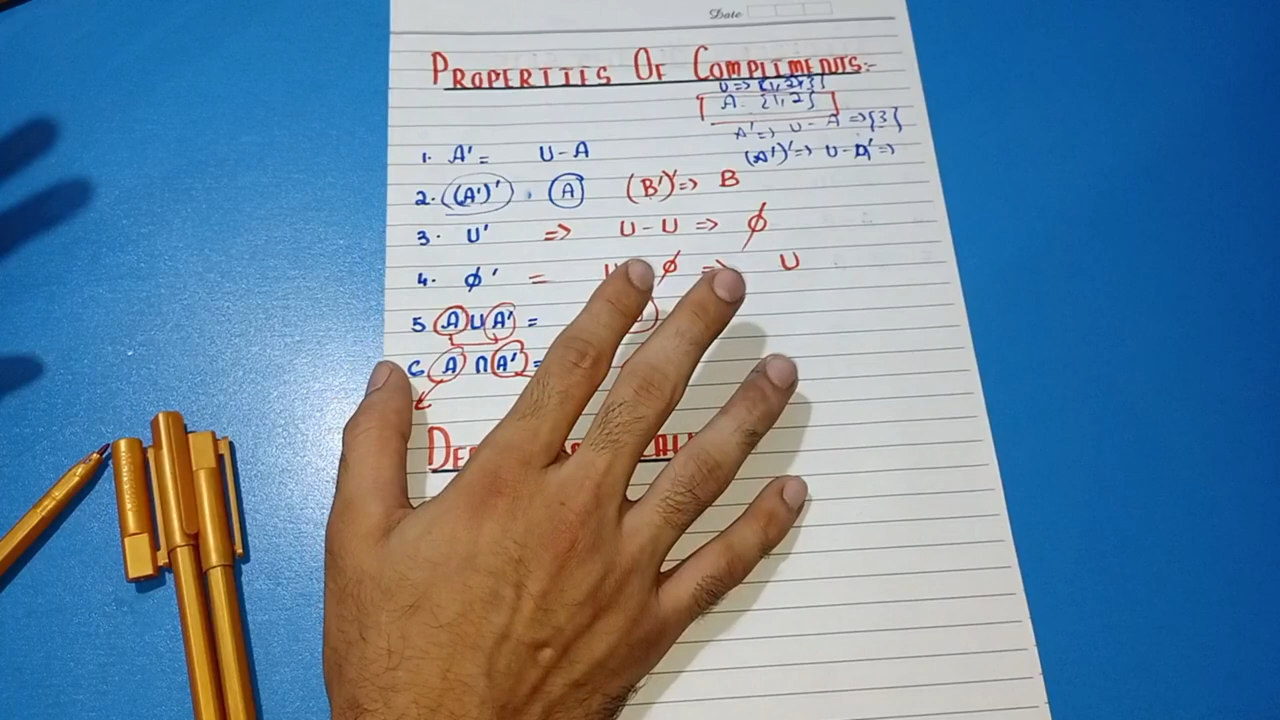 Date
PROPERTIES OF COMPLIMENTS:-
U => {1,2,3}
A = {1,2}
A' => U - A => {3}
(A')' => U - A' =>
1. A' = U - A
2. (A')' . A (B')' => B
3. U' => U - U => ϕ
4. ϕ' = U ϕ => U
5 A U A' =
6 A ∩ A' =